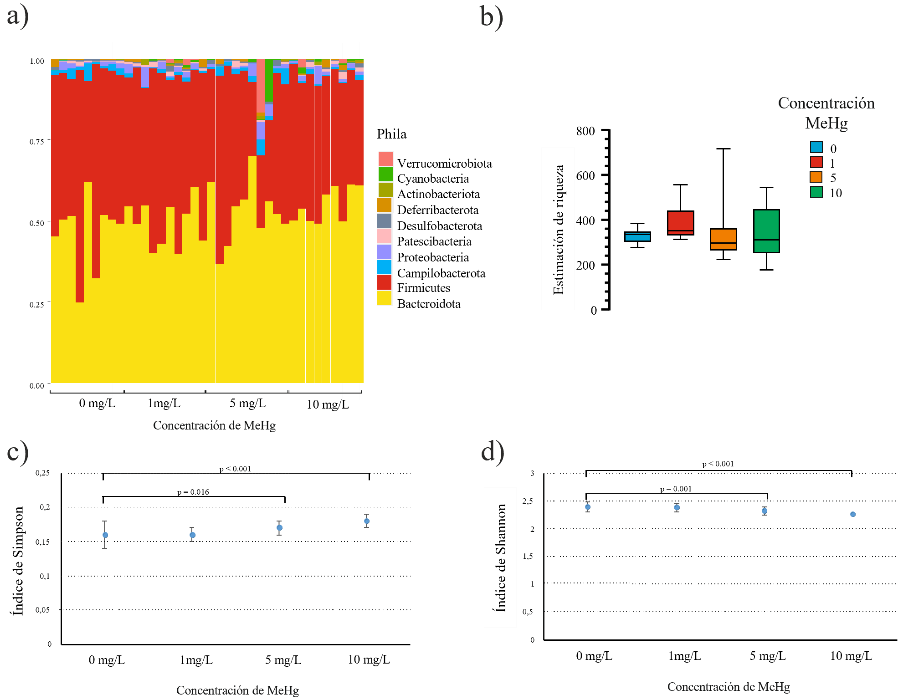 a)
1.00
0.75
0.50
0.25
0.00
0 mg/L
1mg/L
5 mg/L
10 mg/L
Concentración de MeHg
Phila
Verrucomicrobiota
Cyanobacteria
Actinobacteriota
Deferribacterota
Desulfobacterota
Patescibacteria
Proteobacteria
Campilobacterota
Firmicutes
Bacteroidota
b)
Estimación de riqueza
800
600
400
200
0
Concentración
MeHg
0
1
5
10
c)
Índice de Simpson
0,25
0,2
0,15
0,1
0,05
0
p < 0.001
p = 0.016
0 mg/L
1mg/L
5 mg/L
10 mg/L
Concentración de MeHg
d)
Índice de Shannon
3
2,5
2
1,5
1
0,5
0
p < 0.001
p = 0.001
0 mg/L
1mg/L
5 mg/L
10 mg/L
Concentración de MeHg